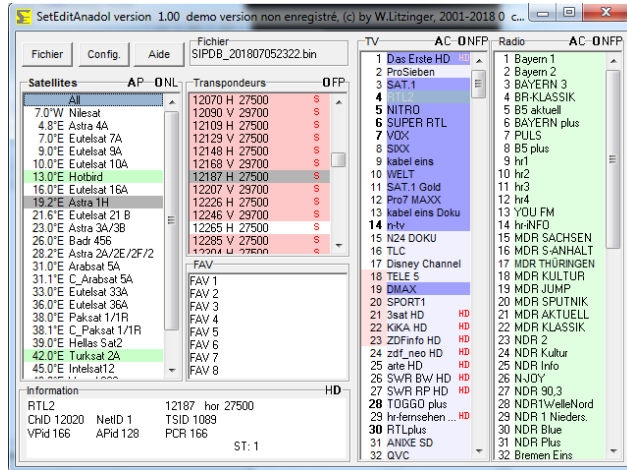 SetEditAnadol version 1.00 demo version non enregistré, (c) by W.Litzinger, 2001-2018 0 c...
Fichier
Config.
Aide
Fichier
SIPDB_201807052322.bin
Satellites AP ONL
All
7.0°W Nilesat
4.8°E Astra 4A
7.0°E Eutelsat 7A
9.0°E Eutelsat 9A
10.0°E Eutelsat 10A
13.0°E Hotbird
16.0°E Eutelsat 16A
19.2°E Astra 1H
21.6°E Eutelsat 21 B
23.0°E Astra 3A/3B
26.0°E Badr 456
28.2°E Astra 2A/2E/2F/2
31.0°E Arabsat 5A
31.1°E C_Arabsat 5A
33.0°E Eutelsat 33A
36.0°E Eutelsat 36A
38.0°E Paksat 1/1R
38.1°E C_Paksat 1/1R
39.0°E Hellas Sat2
42.0°E Turksat 2A
45.0°E Intelsat12
Transpondeurs OFP
12070 H 27500 S
12090 V 29700 S
12109 H 27500 S
12129 V 27500 S
12148 H 27500 S
12168 V 29700 S
12187 H 27500 S
12207 V 29700 S
12226 H 27500 S
12246 V 29700 S
12265 H 27500 S
12285 V 27500 S
12304 H 27500 S
FAV
FAV 1
FAV 2
FAV 3
FAV 4
FAV 5
FAV 6
FAV 7
FAV 8
TV AC-ONFP
1 Das Erste HD HD
2 ProSieben
3 SAT.1
4 RTL2
5 NITRO
6 SUPER RTL
7 VOX
8 SIXX
9 kabel eins
10 WELT
11 SAT.1 Gold
12 Pro7 MAXX
13 kabel eins Doku
14 n-tv
15 N24 DOKU
16 TLC
17 Disney Channel
18 TELE 5
19 DMAX
20 SPORT1
21 3sat HD HD
22 KiKA HD HD
23 ZDFinfo HD HD
24 zdf_neo HD HD
25 arte HD HD
26 SWR BW HD HD
27 SWR RP HD HD
28 TOGGO plus
29 hr-fernsehen ... HD
30 RTLplus
31 ANIXE SD
32 QVC
Radio AC-ONFP
1 Bayern 1
2 Bayern 2
3 BAYERN 3
4 BR-KLASSIK
5 B5 aktuell
6 BAYERN plus
7 PULS
8 B5 plus
9 hr1
10 hr2
11 hr3
12 hr4
13 YOU FM
14 hr-iNFO
15 MDR SACHSEN
16 MDR S-ANHALT
17 MDR THÜRINGEN
18 MDR KULTUR
19 MDR JUMP
20 MDR SPUTNIK
21 MDR AKTUELL
22 MDR KLASSIK
23 NDR 2
24 NDR Kultur
25 NDR Info
26 N-JOY
27 NDR 90,3
28 NDR1WelleNord
29 NDR 1 Nieders.
30 NDR Blue
31 NDR Plus
32 Bremen Eins
Information HD
RTL2 12187 hor 27500
ChID 12020 NetID 1 TSID 1089
VPid 166 APid 128 PCR 166
ST: 1